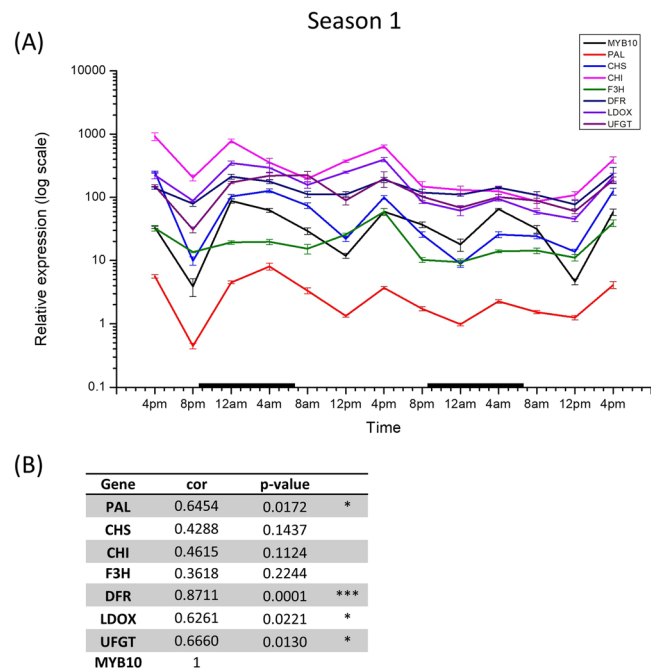 Season 1
(A)
MYB10
PAL
CHS
CHI
F3H
DFR
LDOX
UFGT
Relative expression (log scale)
10000
1000
100
10
1
0.1
4pm 8pm 12am 4am 8am 12pm 4pm 8pm 12am 4am 8am 12pm 4pm
Time
(B)
Gene cor p-value
PAL 0.6454 0.0172 *
CHS 0.4288 0.1437
CHI 0.4615 0.1124
F3H 0.3618 0.2244
DFR 0.8711 0.0001 ***
LDOX 0.6261 0.0221 *
UFGT 0.6660 0.0130 *
MYB10 1